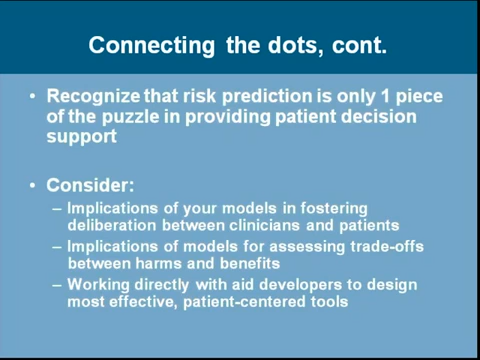 Connecting the dots, cont.
• Recognize that risk prediction is only 1 piece
of the puzzle in providing patient decision
support
• Consider:
– Implications of your models in fostering
deliberation between clinicians and patients
– Implications of models for assessing trade-offs
between harms and benefits
– Working directly with aid developers to design
most effective, patient-centered tools